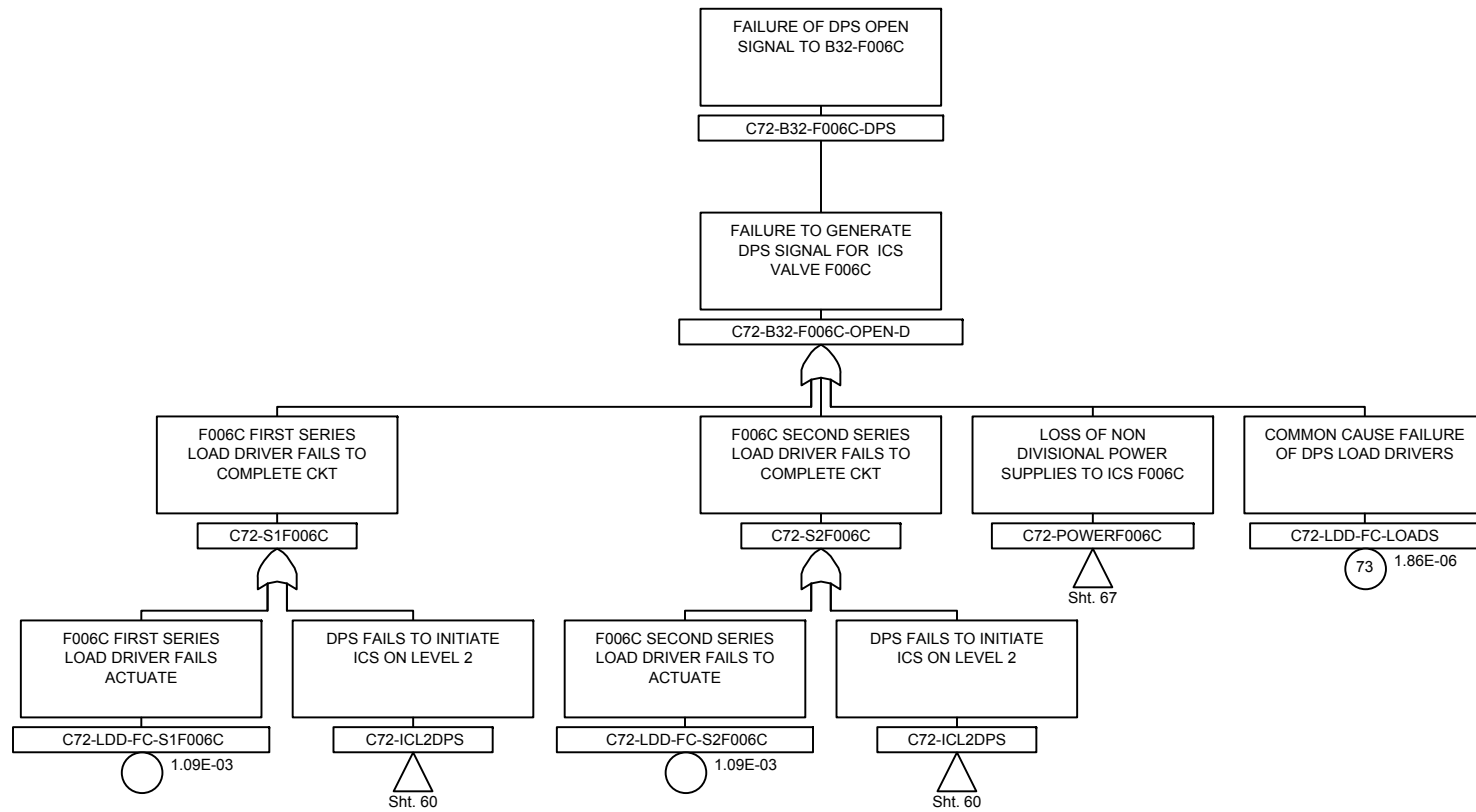 FAILURE OF DPS OPEN
SIGNAL TO B32-F006C
C72-B32-F006C-DPS
FAILURE TO GENERATE
DPS SIGNAL FOR ICS
VALVE F006C
C72-B32-F006C-OPEN-D
F006C FIRST SERIES
LOAD DRIVER FAILS TO
COMPLETE CKT
C72-S1F006C
F006C SECOND SERIES
LOAD DRIVER FAILS TO
COMPLETE CKT
C72-S2F006C
LOSS OF NON
DIVISIONAL POWER
SUPPLIES TO ICS F006C
C72-POWERF006C
Sht. 67
COMMON CAUSE FAILURE
OF DPS LOAD DRIVERS
C72-LDD-FC-LOADS
73
1.86E-06
F006C FIRST SERIES
LOAD DRIVER FAILS
ACTUATE
C72-LDD-FC-S1F006C
1.09E-03
DPS FAILS TO INITIATE
ICS ON LEVEL 2
C72-ICL2DPS
Sht. 60
F006C SECOND SERIES
LOAD DRIVER FAILS TO
ACTUATE
C72-LDD-FC-S2F006C
1.09E-03
DPS FAILS TO INITIATE
ICS ON LEVEL 2
C72-ICL2DPS
Sht. 60